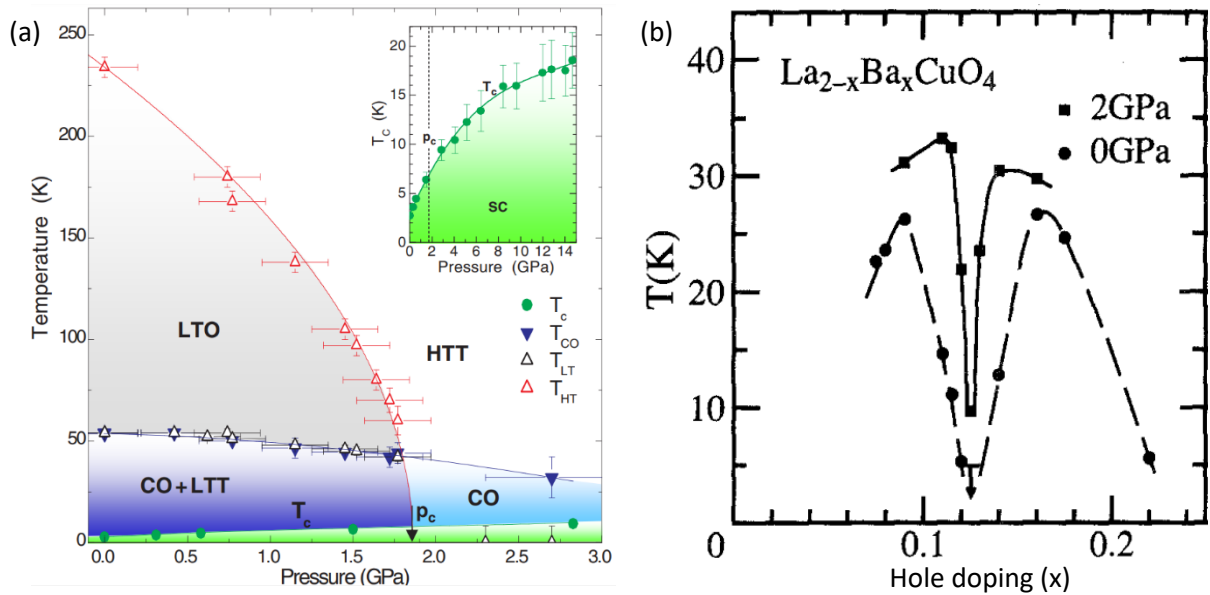 (a)
250
200
150
100
50
0
Temperature (K)
0.0 0.5 1.0 1.5 2.0 2.5 3.0
Pressure (GPa)
LTO
HTT
CO+LTT
CO
T_c
p_c
20
15
10
5
0
T_C (K)
0 2 4 6 8 10 12 14
Pressure (GPa)
T_c
p_c
SC
T_c
T_CO
T_LT
T_HT
(b)
La_2-xBa_xCuO_4
2GPa
0GPa
40
30
20
10
0
T(K)
0 0.1 0.2
Hole doping (x)